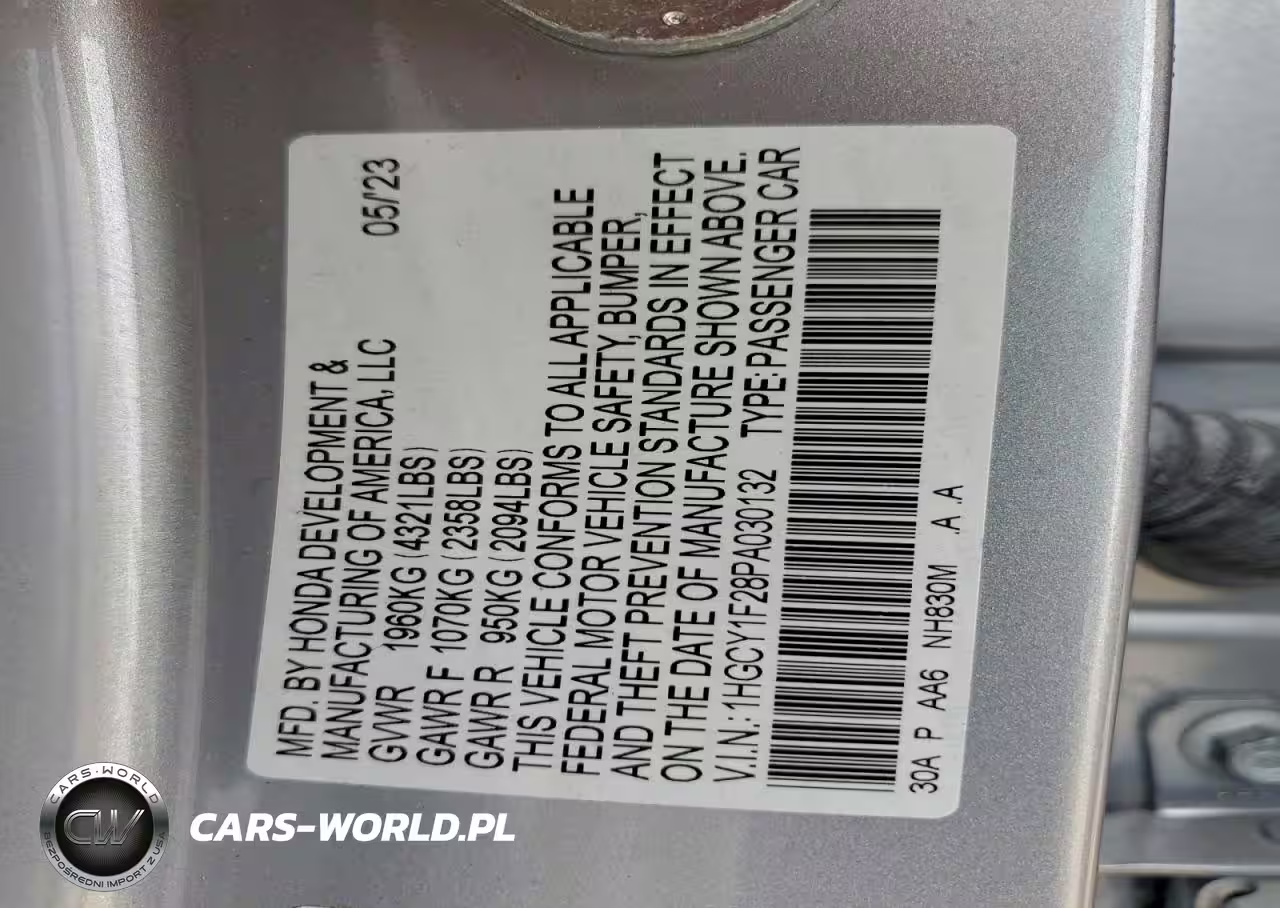 MFD. BY HONDA DEVELOPMENT &
MANUFACTURING OF AMERICA, LLC 05/'23
GVWR 1960KG (4321LBS)
GAWR F 1070KG (2358LBS)
GAWR R 950KG (2094LBS)
THIS VEHICLE CONFORMS TO ALL APPLICABLE
FEDERAL MOTOR VEHICLE SAFETY, BUMPER,
AND THEFT PREVENTION STANDARDS IN EFFECT
ON THE DATE OF MANUFACTURE SHOWN ABOVE.
V.I.N.: 1HGCY1F28PA030132 TYPE: PASSENGER CAR
30A P AA6 NH830M .A .A
CARS-WORLD
CW
BEZPOŚREDNI IMPORT Z USA
CARS-WORLD.PL